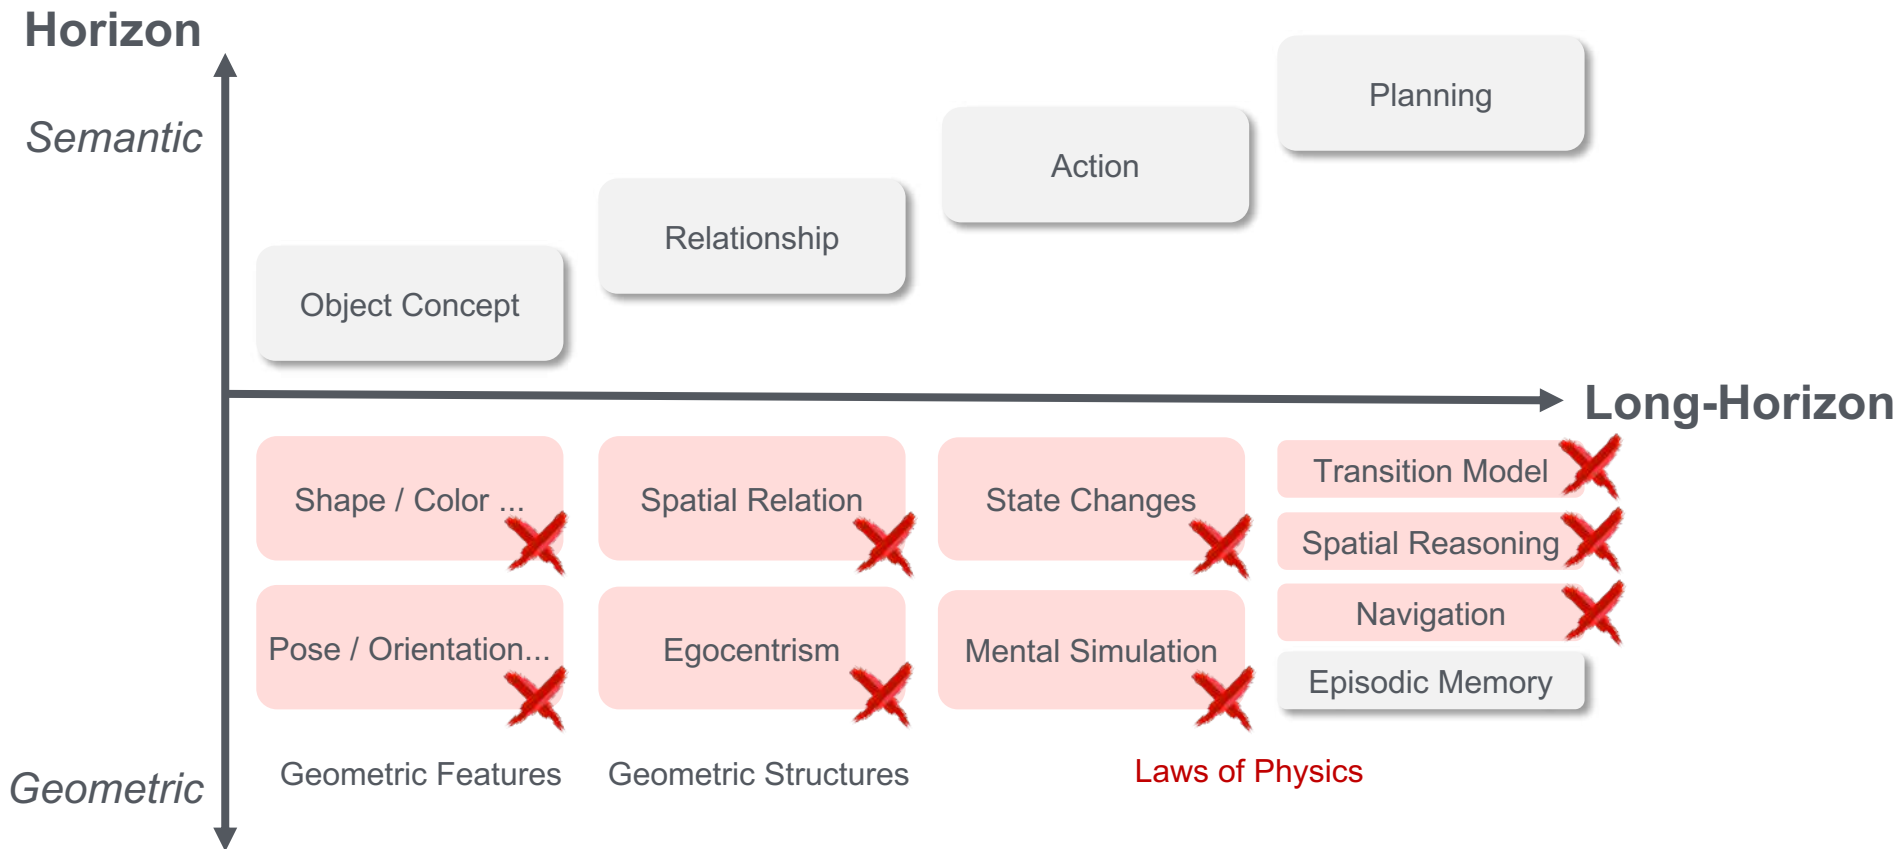 Horizon
Semantic
Planning
Action
Relationship
Object Concept
Long-Horizon
Shape / Color ...
Spatial Relation
State Changes
Transition Model
Spatial Reasoning
Navigation
Pose / Orientation...
Egocentrism
Mental Simulation
Episodic Memory
Geometric
Geometric Features
Geometric Structures
Laws of Physics